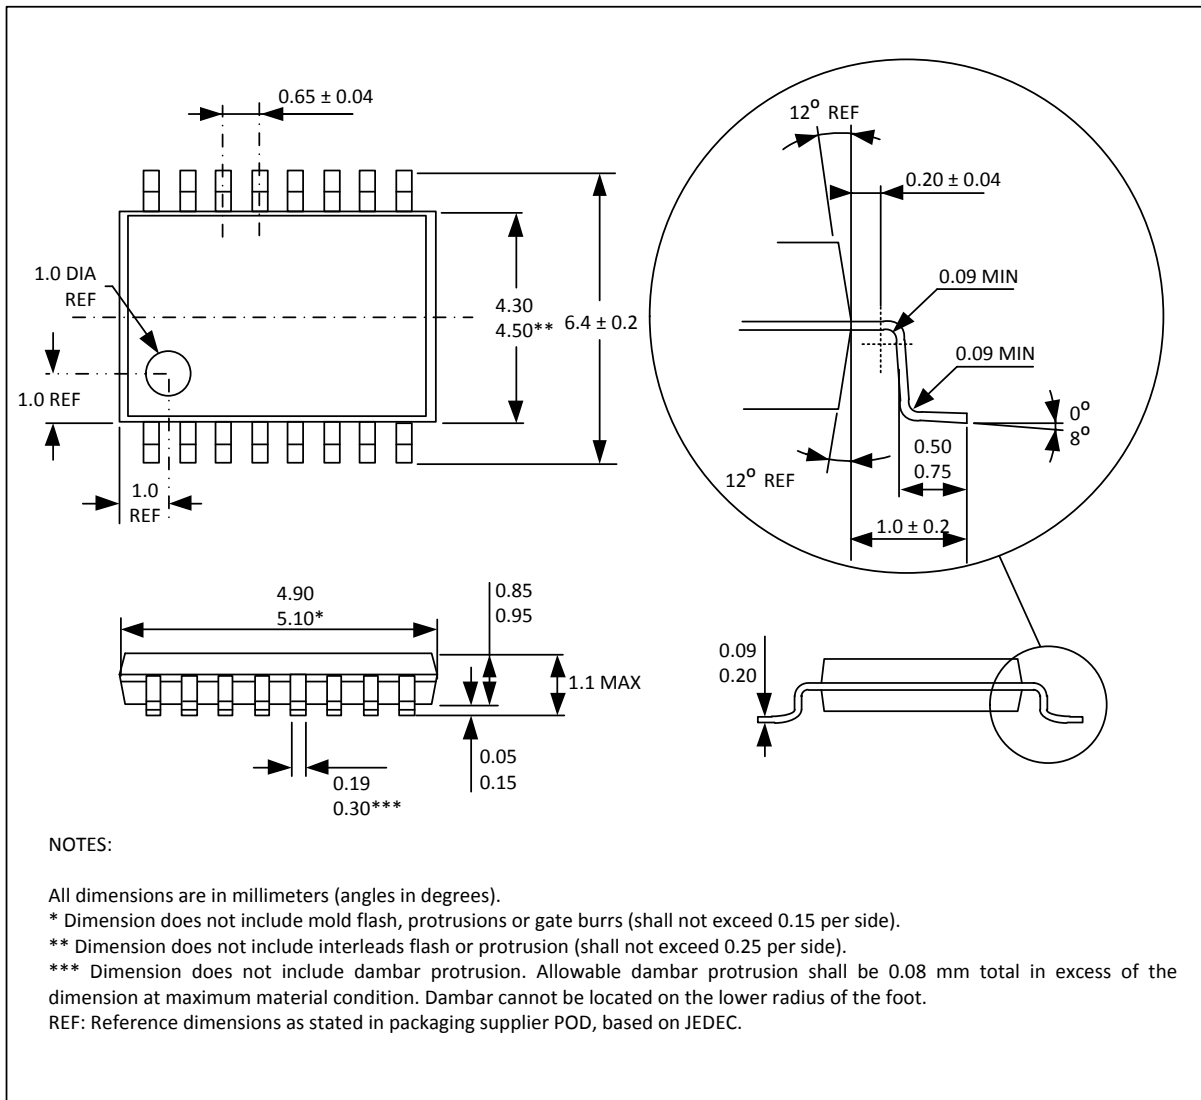 0.65 ± 0.04
12° REF
0.20 ± 0.04
1.0 DIA
REF
0.09 MIN
4.30
4.50**
6.4 ± 0.2
0.09 MIN
1.0 REF
0°
8°
0.50
0.75
12° REF
1.0
REF
1.0 ± 0.2
4.90
5.10*
0.85
0.95
1.1 MAX
0.09
0.20
0.05
0.15
0.19
0.30***
NOTES:
All dimensions are in millimeters (angles in degrees).
* Dimension does not include mold flash, protrusions or gate burrs (shall not exceed 0.15 per side).
** Dimension does not include interleads flash or protrusion (shall not exceed 0.25 per side).
*** Dimension does not include dambar protrusion. Allowable dambar protrusion shall be 0.08 mm total in excess of the
dimension at maximum material condition. Dambar cannot be located on the lower radius of the foot.
REF: Reference dimensions as stated in packaging supplier POD, based on JEDEC.